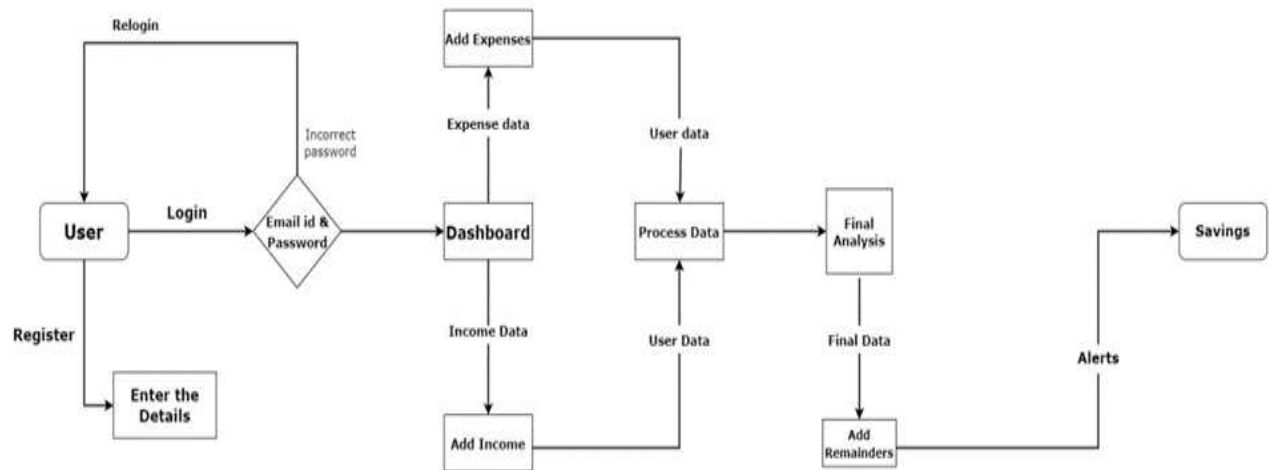 Relogin
Add Expenses
Incorrect
password
Expense data
User data
User
Login
Email id &
Password
Dashboard
Process Data
Final
Analysis
Savings
Register
Income Data
User Data
Final Data
Alerts
Enter the
Details
Add Income
Add
Remainders